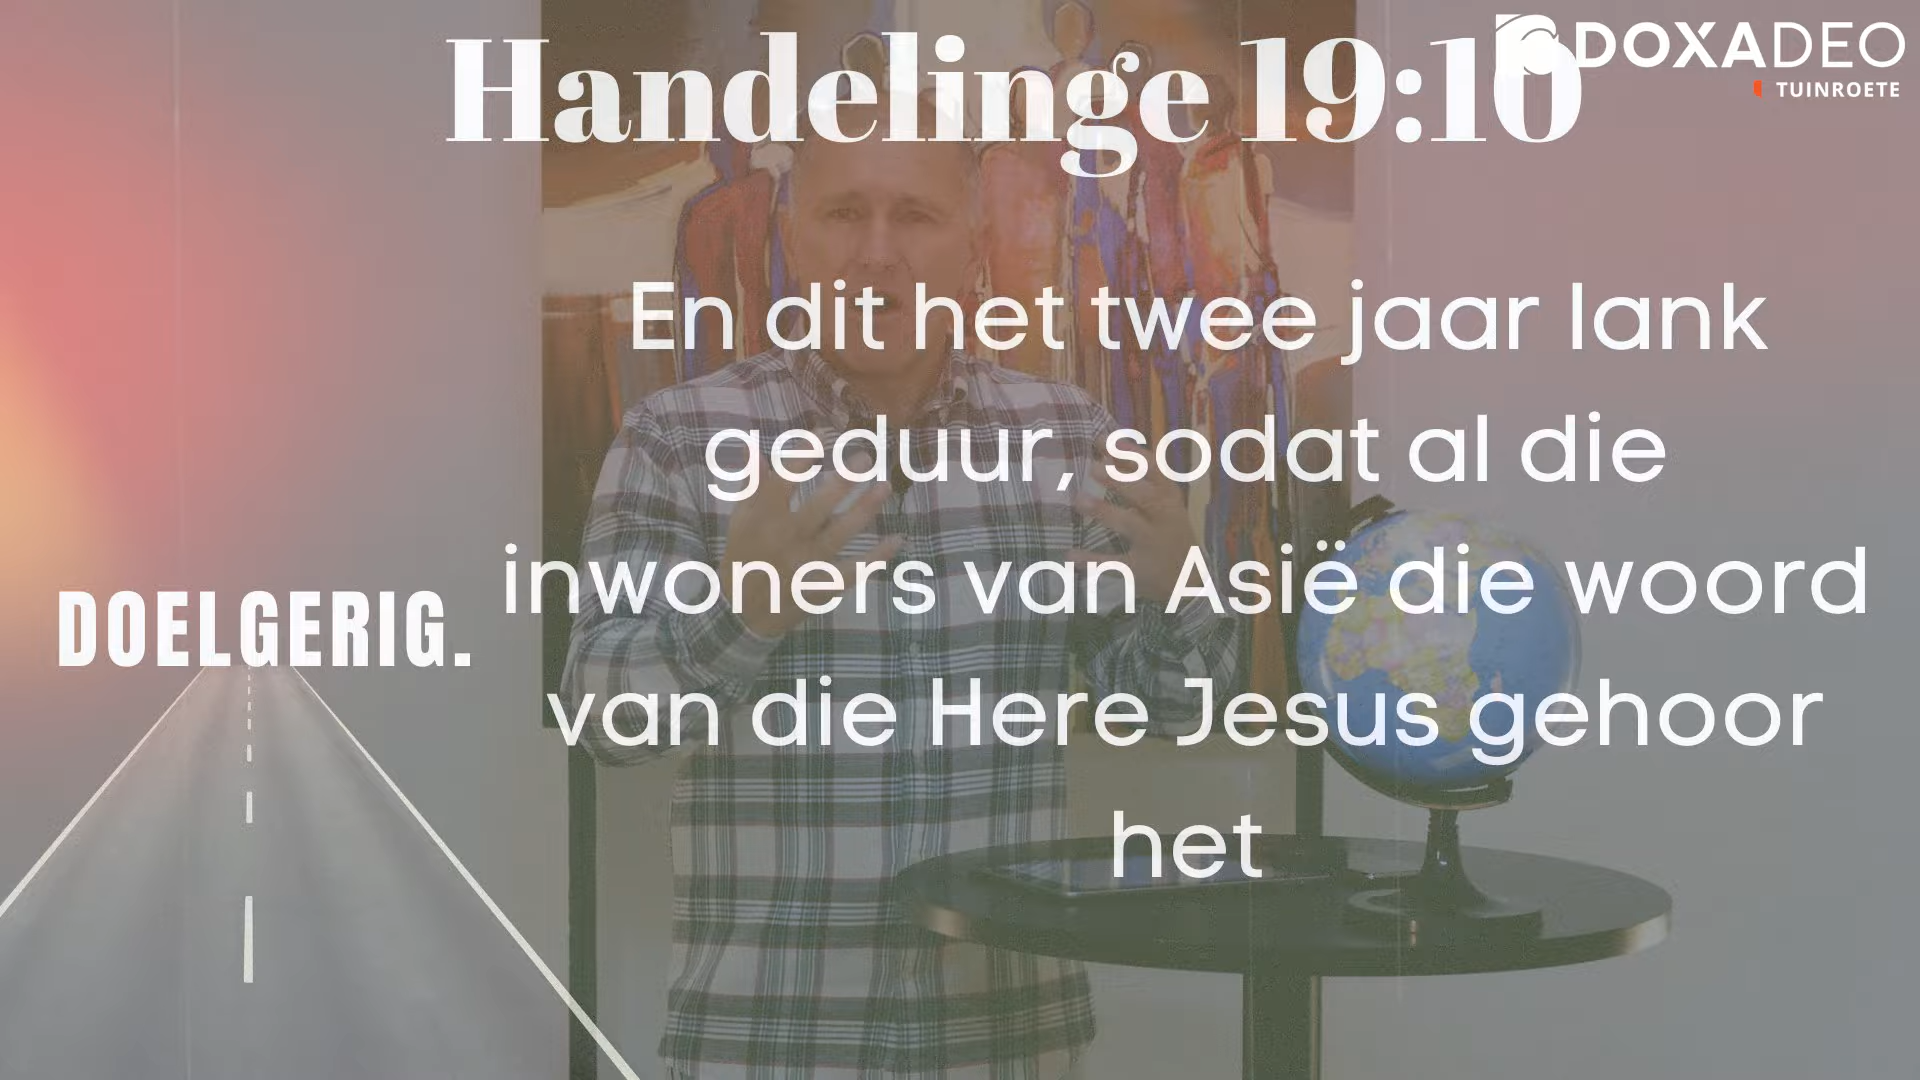 Handelinge 19:10
DOXADEO
TUINROETE
En dit het twee jaar lank
geduur, sodat al die
inwoners van Asië die woord
van die Here Jesus gehoor
het
DOELGERIG.